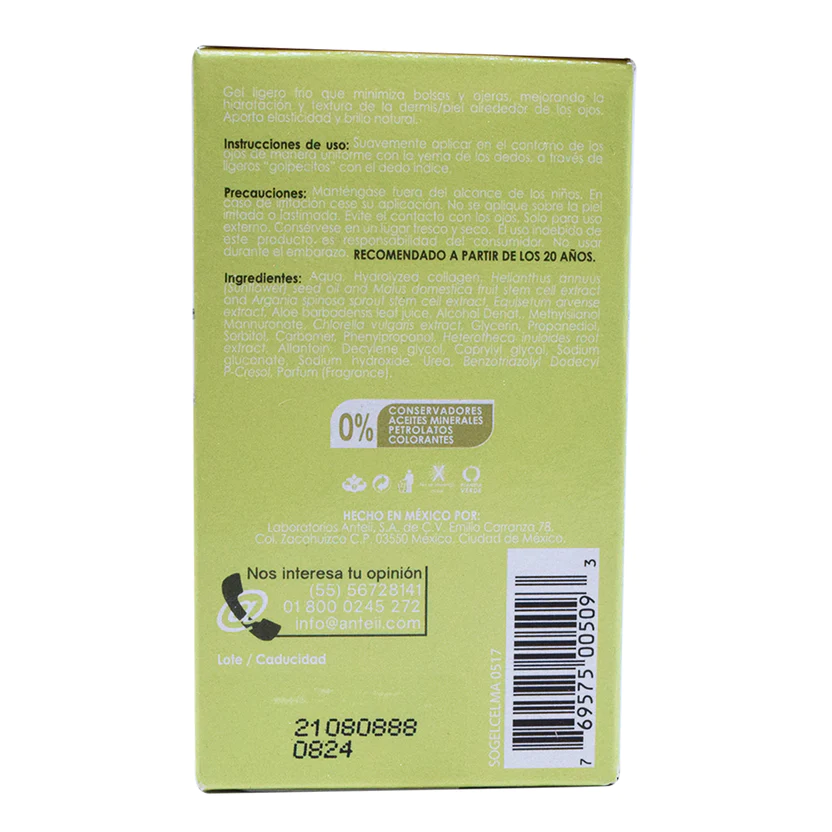 Gel ligero frío que minimiza bolsas y ojeras, mejorando la
hidratación y textura de la dermis/piel alrededor de los ojos.
Aporta elasticidad y brillo natural.
Instrucciones de uso: Suavemente aplicar en el contorno de los
ojos de manera uniforme con la yema de los dedos, a través de
ligeros "golpecitos" con el dedo índice.
Precauciones: Manténgase fuera del alcance de los niños. En
caso de irritación cese su aplicación. No se aplique sobre la piel
irritada o lastimada. Evite el contacto con los ojos. Solo para uso
externo. Consérvese en un lugar fresco y seco. El uso indebido de
este producto es responsabilidad del consumidor. No usar
durante el embarazo. RECOMENDADO A PARTIR DE LOS 20 AÑOS.
Ingredientes: Aqua, Hydrolyzed collagen, Helianthus annuus
(Sunflower) seed oil and Malus domestica fruit stem cell extract
and Argania spinosa sprout stem cell extract, Equisetum arvense
extract, Aloe barbadensis leaf juice, Alcohol Denat., Methylsilanol
Mannuronate, Chlorella vulgaris extract, Glycerin, Propanediol,
Sorbitol, Carbomer, Phenylpropanol, Heterotheca inuloides root
extract, Allantoin, Decylene glycol, Caprylyl glycol, Sodium
gluconate, Sodium hydroxide, Urea, Benzotriazolyl Dodecyl
P-Cresol, Parfum (Fragrance).
0%
CONSERVADORES
ACEITES MINERALES
PETROLATOS
COLORANTES
VERDE
HECHO EN MÉXICO POR:
Laboratorios Anteii, S.A. de C.V. Emilio Carranza 78,
Col. Zacahuizco C.P. 03550 México, Ciudad de México.
Nos interesa tu opinión
(55) 56728141
01 800 0245 272
info@anteii.com
Lote / Caducidad
21080888
0824
SOGELCELMA-0517
7 69575 00509 3